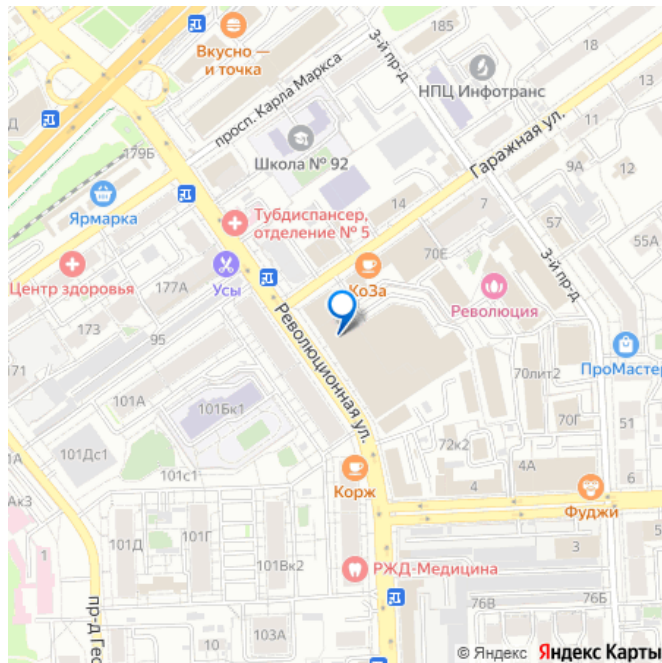 185
3-й пр-д
Вкусно —
и точка
18
просп. Карла Маркса
НПЦ Инфотранс
13
Д
11
179Б
Школа № 92
Гаражная ул.
9А
12
Ярмарка
14
7
Тубдиспансер,
отделение № 5
57
55А
70Е
3-й пр-д
Центр здоровья
177А
Усы
КоЗа
Революция
173
95
Революционная ул.
171
ПроМастер
70лит2
101А
101Бк1
70Г
51
101Дс1
72к2
1А
101с1
4А
6
Корж
4
Ак3
Фуджи
101Д
101Г
1
3
101Вк2
РЖД-Медицина
76В
76Б
пр-д Гео
10
103А
© Яндекс Яндекс Карты